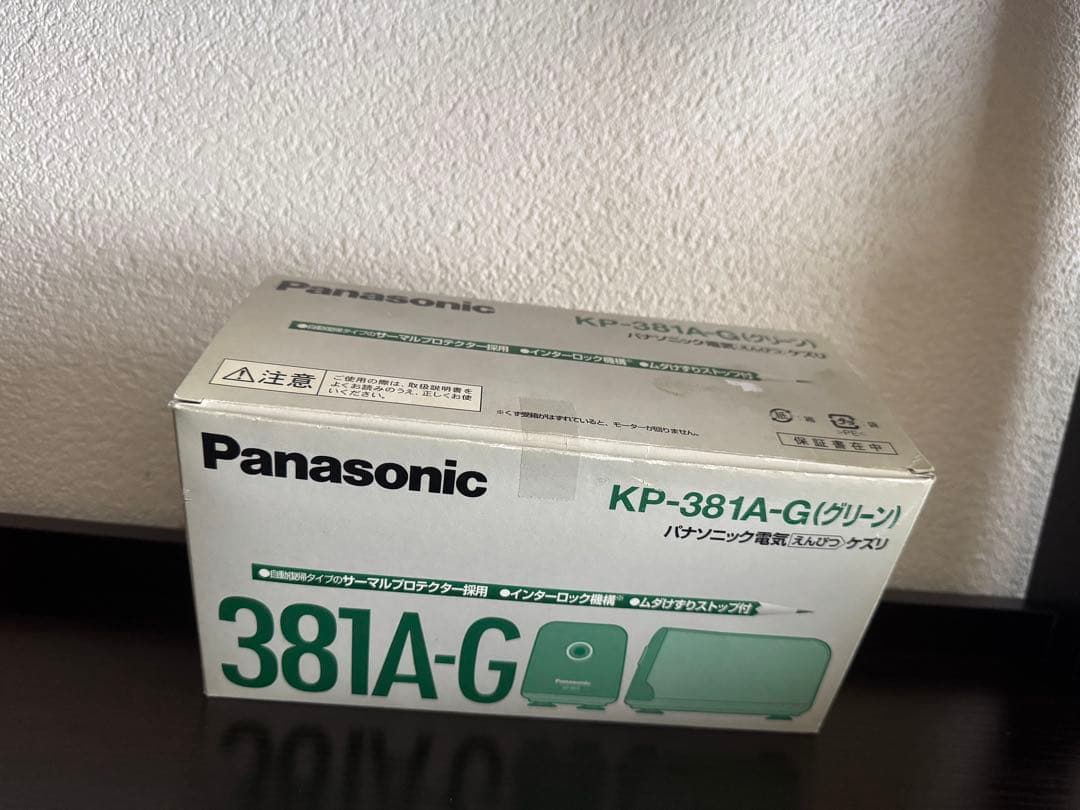 Panasonic
KP-381A-G(グリーン)
パナソニック電気えんぴつケズリ
●自動復帰タイプのサーマルプロテクター採用 ●インターロック機構※ ●ムダけずりストップ付
注意
ご使用の際は、取扱説明書を
よくお読みのうえ、正しくお使
いください。
※くず受箱がはずれていると、モーターが回りません。
:箱
プラ
:袋
-PE-
保証書在中
Panasonic
KP-381A-G(グリーン)
パナソニック電気えんぴつケズリ
●自動復帰タイプのサーマルプロテクター採用 ●インターロック機構※ ●ムダけずりストップ付
381A-G
Panasonic